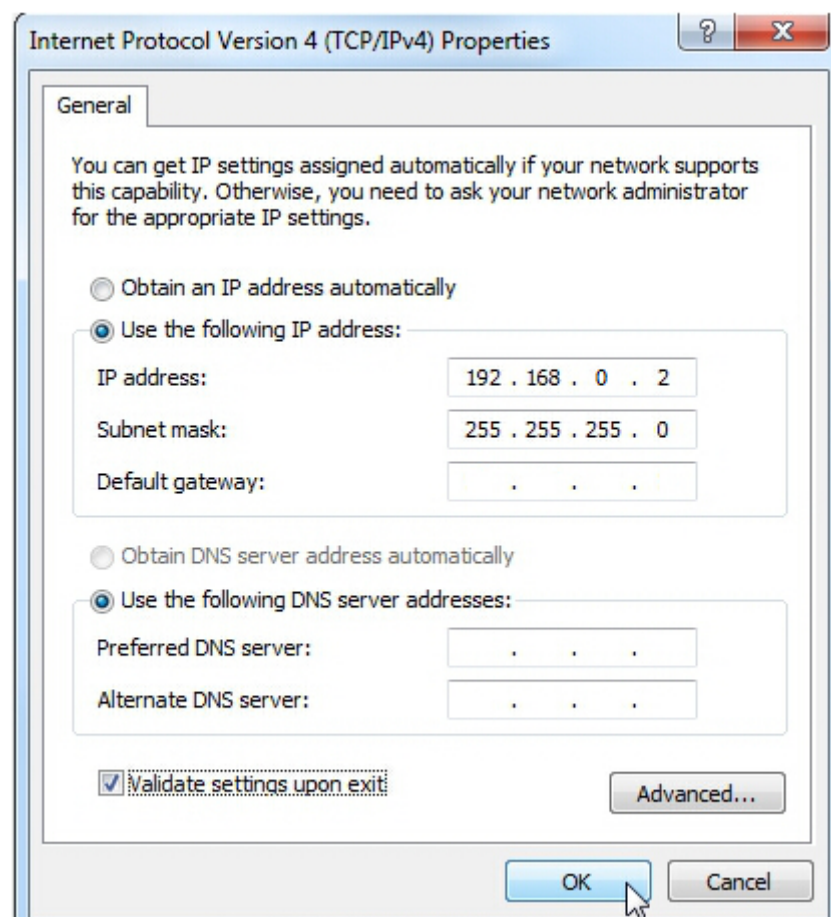 Internet Protocol Version 4 (TCP/IPv4) Properties
General
You can get IP settings assigned automatically if your network supports
this capability. Otherwise, you need to ask your network administrator
for the appropriate IP settings.
Obtain an IP address automatically
Use the following IP address:
IP address: 192 . 168 . 0 . 2
Subnet mask: 255 . 255 . 255 . 0
Default gateway: . . .
Obtain DNS server address automatically
Use the following DNS server addresses:
Preferred DNS server: . . .
Alternate DNS server: . . .
Validate settings upon exit
Advanced...
OK Cancel